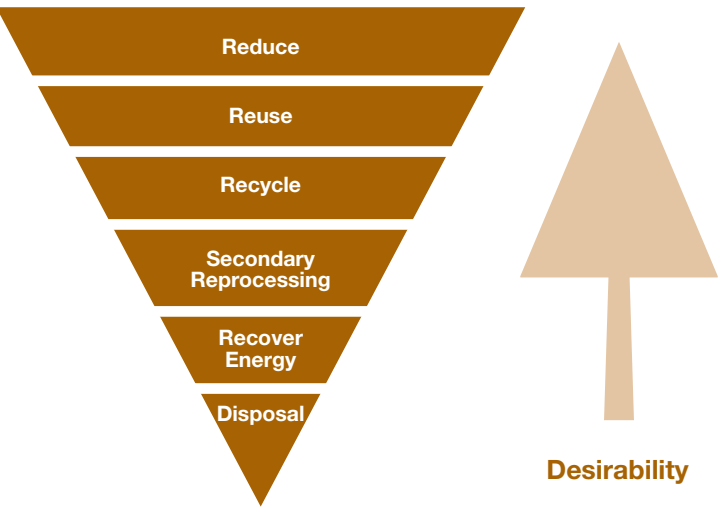 Reduce
Reuse
Recycle
Secondary
Reprocessing
Recover
Energy
Disposal
Desirability